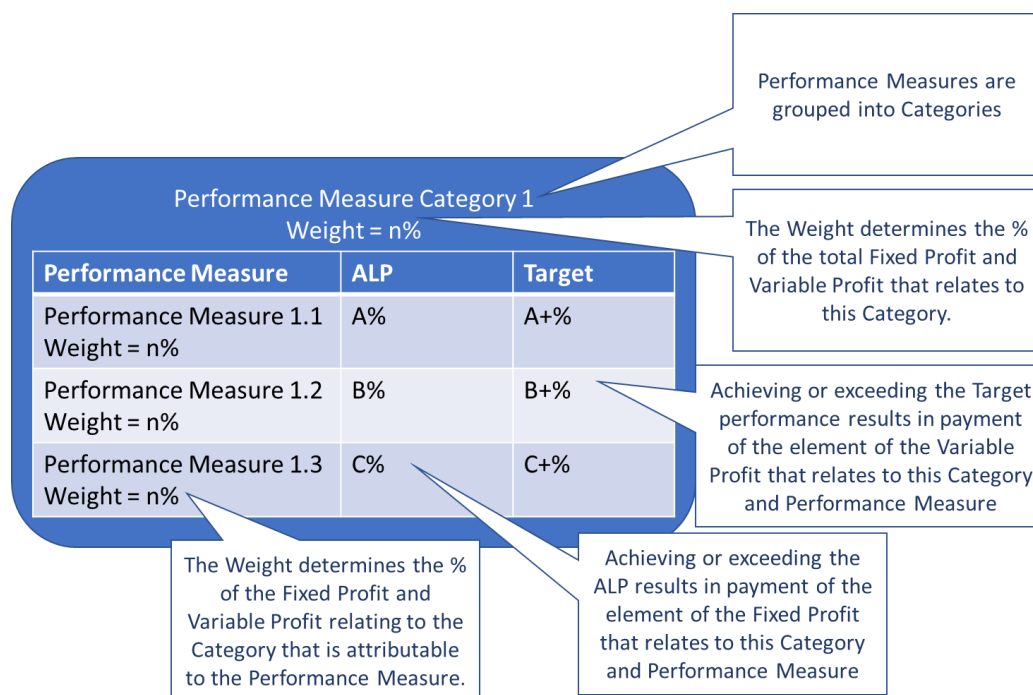 Performance Measures are
grouped into Categories
Performance Measure Category 1
Weight = n%
The Weight determines the %
of the total Fixed Profit and
Variable Profit that relates to
this Category.
Performance Measure ALP Target
Performance Measure 1.1 A% A+%
Weight = n%
Performance Measure 1.2 B% B+%
Weight = n%
Performance Measure 1.3 C% C+%
Weight = n%
Achieving or exceeding the Target
performance results in payment
of the element of the Variable
Profit that relates to this Category
and Performance Measure
The Weight determines the %
of the Fixed Profit and
Variable Profit relating to the
Category that is attributable
to the Performance Measure.
Achieving or exceeding the
ALP results in payment of the
element of the Fixed Profit
that relates to this Category
and Performance Measure